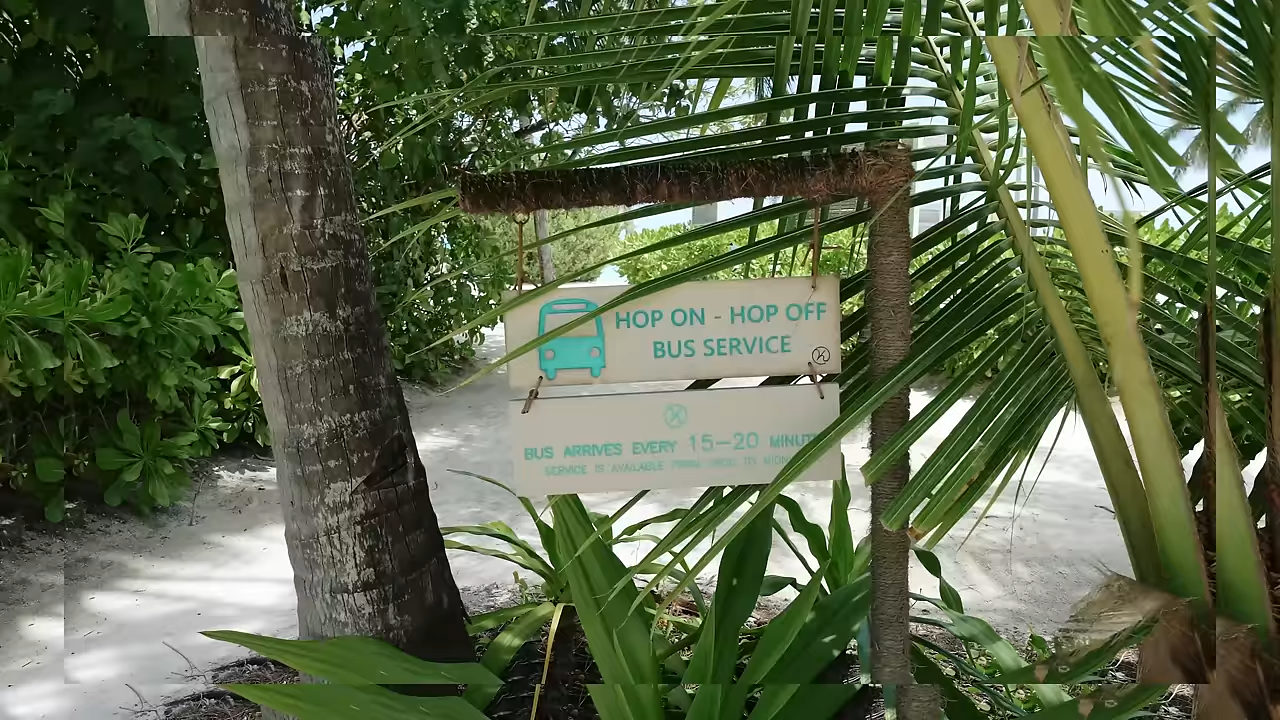 HOP ON - HOP OFF
BUS SERVICE
BUS ARRIVES EVERY 15-20
SERVICE IS AVAILABLE